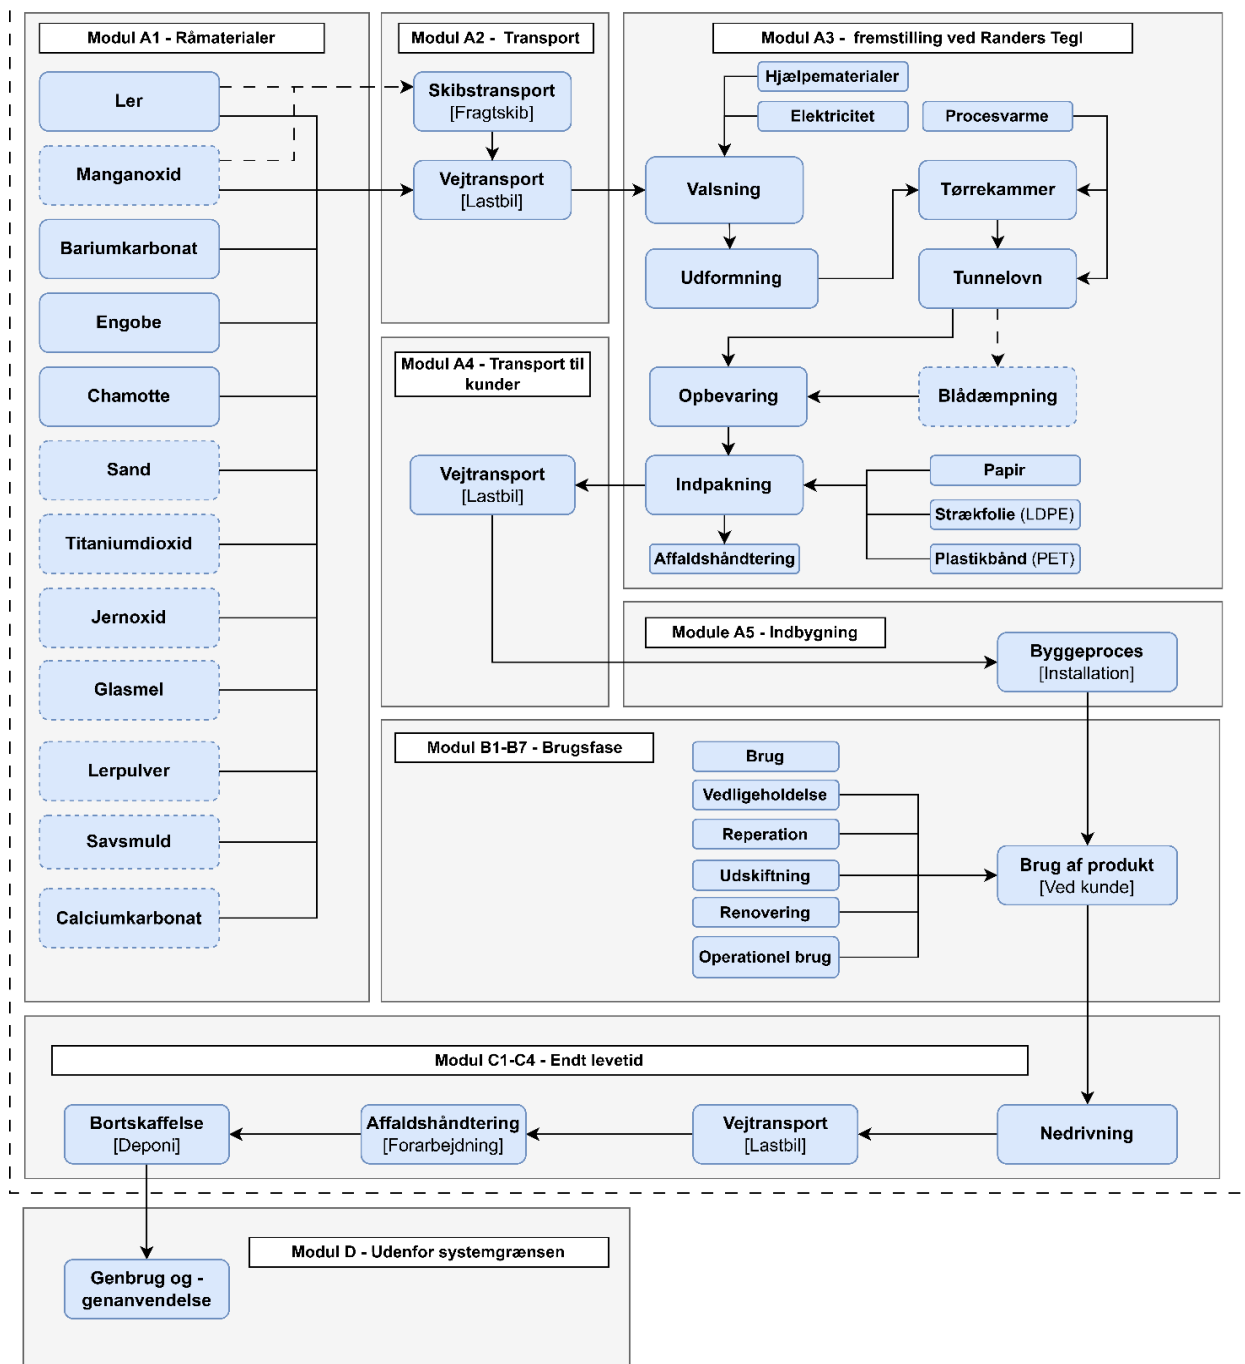 Modul A1 - Råmaterialer
Ler
Manganoxid
Bariumkarbonat
Engobe
Chamotte
Sand
Titaniumdioxid
Jernoxid
Glasmel
Lerpulver
Savsmuld
Calciumkarbonat
Modul A2 - Transport
Skibstransport
[Fragtskib]
Vejtransport
[Lastbil]
Modul A3 - fremstilling ved Randers Tegl
Hjælpematerialer
Elektricitet
Procesvarme
Valsning
Tørrekammer
Udformning
Tunnelovn
Opbevaring
Blådæmpning
Indpakning
Papir
Strækfolie (LDPE)
Plastikbånd (PET)
Affaldshåndtering
Modul A4 - Transport til
kunder
Vejtransport
[Lastbil]
Module A5 - Indbygning
Byggeproces
[Installation]
Modul B1-B7 - Brugsfase
Brug
Vedligeholdelse
Reperation
Udskiftning
Renovering
Operationel brug
Brug af produkt
[Ved kunde]
Modul C1-C4 - Endt levetid
Bortskaffelse
[Deponi]
Affaldshåndtering
[Forarbejdning]
Vejtransport
[Lastbil]
Nedrivning
Modul D - Udenfor systemgrænsen
Genbrug og -
genanvendelse